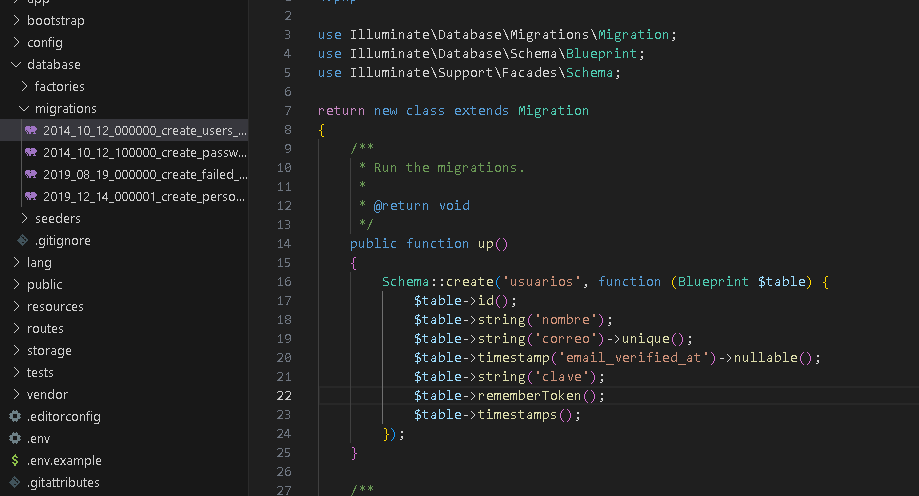 app
bootstrap
config
database
factories
migrations
2014_10_12_000000_create_users_...
2014_10_12_100000_create_passw...
2019_08_19_000000_create_failed_...
2019_12_14_000001_create_perso...
seeders
.gitignore
lang
public
resources
routes
storage
tests
vendor
.editorconfig
.env
$ .env.example
.gitattributes
2
3 use Illuminate\Database\Migrations\Migration;
4 use Illuminate\Database\Schema\Blueprint;
5 use Illuminate\Support\Facades\Schema;
6
7 return new class extends Migration
8 {
9 /**
10 * Run the migrations.
11 *
12 * @return void
13 */
14 public function up()
15 {
16 Schema::create('usuarios', function (Blueprint $table) {
17 $table->id();
18 $table->string('nombre');
19 $table->string('correo')->unique();
20 $table->timestamp('email_verified_at')->nullable();
21 $table->string('clave');
22 $table->rememberToken();
23 $table->timestamps();
24 });
25 }
26
27 /**